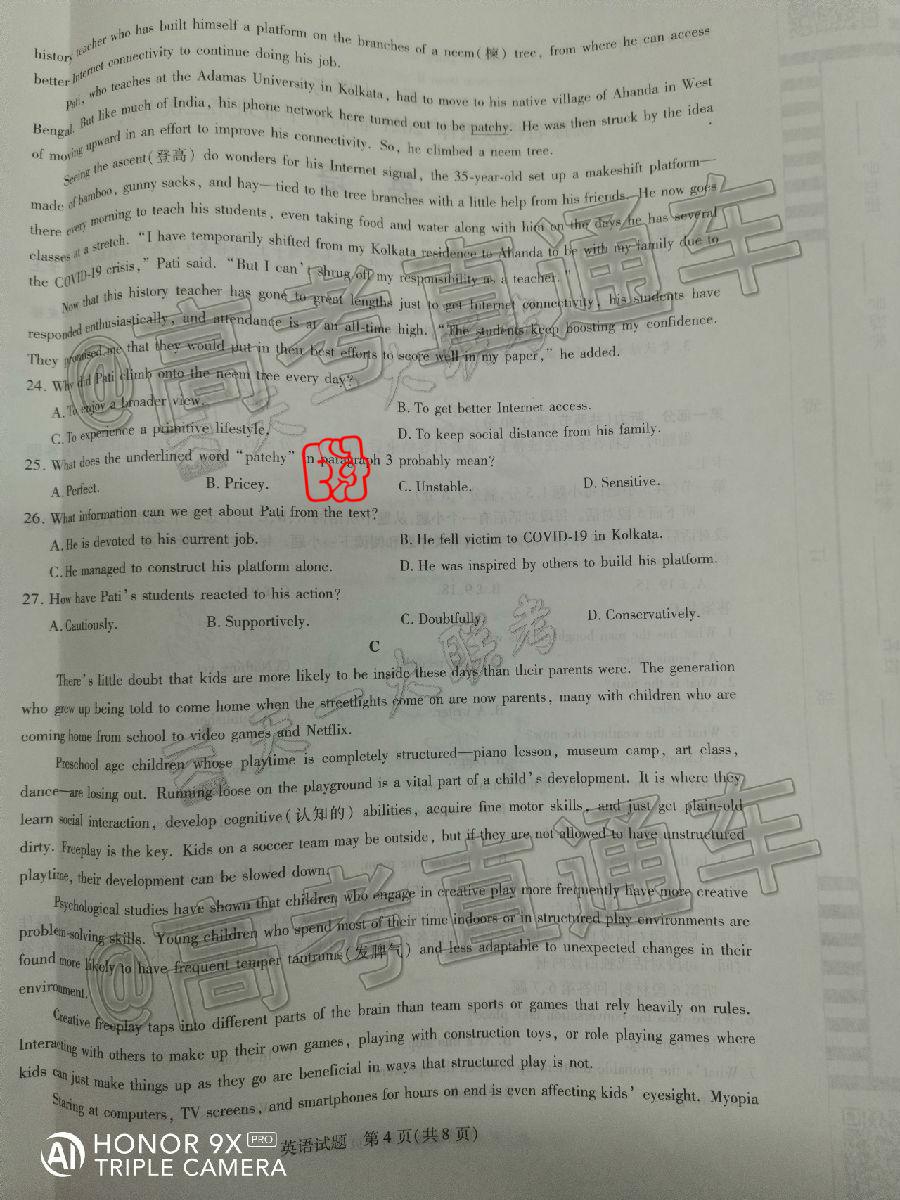 history teacher who has built himself a platform on the branches of a neem(楝) tree, from where he can access
better Internet connectivity to continue doing his job.
Pati, who teaches at the Adamas University in Kolkata, had to move to his native village of Ahanda in West
Bengal. But like much of India, his phone network here turned out to be patchy. He was then struck by the idea
of moving upward in an effort to improve his connectivity. So, he climbed a neem tree.
Seeing the ascent(登高) do wonders for his Internet signal, the 35-year-old set up a makeshift platform—
made of bamboo, gunny sacks, and hay—tied to the tree branches with a little help from his friends. He now goes
there every morning to teach his students, even taking food and water along with him on the days he has several
classes at a stretch. “I have temporarily shifted from my Kolkata residence to Ahanda to be with my family due to
the COVID-19 crisis,” Pati said. “But I can't shrug off my responsibility as a teacher.”
Now that this history teacher has gone to great lengths just to get Internet connectivity, his students have
responded enthusiastically, and attendance is at an all-time high. “The students keep boosting my confidence.
They promised me that they would put in their best efforts to score well in my paper,” he added.
24. Why did Pati climb onto the neem tree every day?
A. To enjoy a broader view. B. To get better Internet access.
C. To experience a primitive lifestyle. D. To keep social distance from his family.
25. What does the underlined word “patchy” in paragraph 3 probably mean?
A. Perfect. B. Pricey. C. Unstable. D. Sensitive.
26. What information can we get about Pati from the text?
A. He is devoted to his current job. B. He fell victim to COVID-19 in Kolkata.
C. He managed to construct his platform alone. D. He was inspired by others to build his platform.
27. How have Pati's students reacted to his action?
A. Cautiously. B. Supportively. C. Doubtfully. D. Conservatively.
C
There's little doubt that kids are more likely to be inside these days than their parents were. The generation
who grew up being told to come home when the streetlights come on are now parents, many with children who are
coming home from school to video games and Netflix.
Preschool age children whose playtime is completely structured—piano lesson, museum camp, art class,
dance—are losing out. Running loose on the playground is a vital part of a child's development. It is where they
learn social interaction, develop cognitive(认知的) abilities, acquire fine motor skills, and just get plain-old
dirty. Freeplay is the key. Kids on a soccer team may be outside, but if they are not allowed to have unstructured
playtime, their development can be slowed down.
Psychological studies have shown that children who engage in creative play more frequently have more creative
problem-solving skills. Young children who spend most of their time indoors or in structured play environments are
found more likely to have frequent temper tantrums(发脾气) and less adaptable to unexpected changes in their
environment.
Creative freeplay taps into different parts of the brain than team sports or games that rely heavily on rules.
Interacting with others to make up their own games, playing with construction toys, or role playing games where
kids can just make things up as they go are beneficial in ways that structured play is not.
Staring at computers, TV screens, and smartphones for hours on end is even affecting kids' eyesight. Myopia
英语试题 第4页(共8页)
@高考直通车
天一大联考
@高考直通车
HONOR 9X PRO
TRIPLE CAMERA